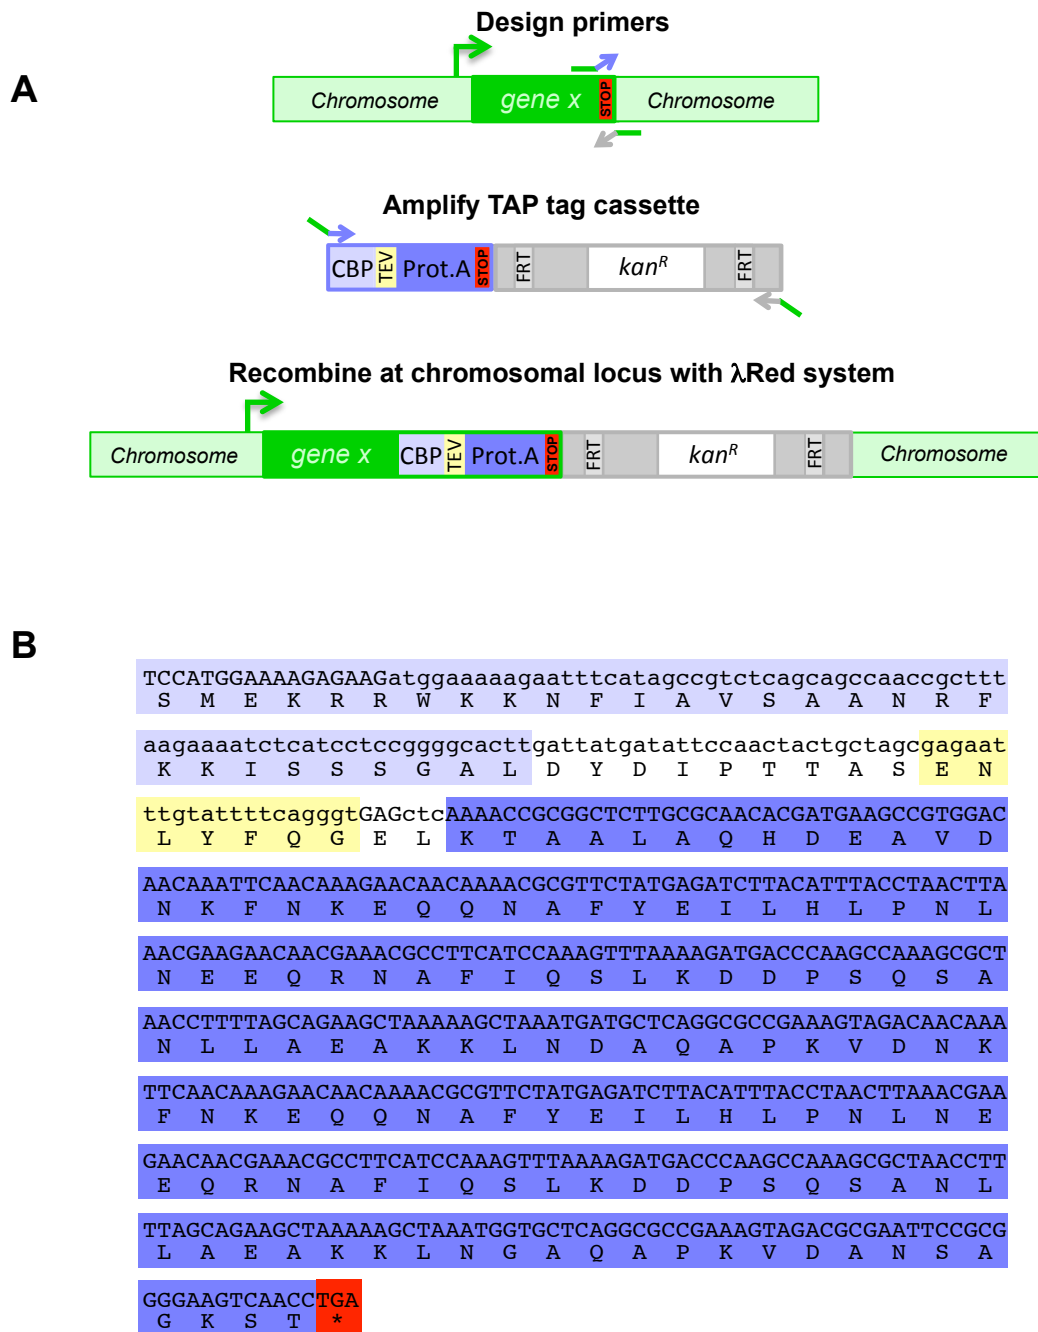 A
Design primers
Chromosome gene x STOP Chromosome
Amplify TAP tag cassette
CBP TEV Prot.A STOP FRT kanR FRT
Recombine at chromosomal locus with λRed system
Chromosome gene x CBP TEV Prot.A STOP FRT kanR FRT Chromosome
B
TCCATGGAAAAGAGAAGatggaaaaagaatttcatagccgtctcagcagccaaccgcttt
S M E K R R W K K N F I A V S A A N R F
aagaaaatctcatcctccggggcacttgattatgatattccaactactgctagcgagaat
K K I S S S G A L D Y D I P T T A S E N
ttgtattttcagggtGAGctcAAAACCGCGGCTCTTGCGCAACACGATGAAGCCGTGGAC
L Y F Q G E L K T A A L A Q H D E A V D
AACAAATTCAACAAAGAACAACAAAACGCGTTCTATGAGATCTTACATTTACCTAACTTA
N K F N K E Q Q N A F Y E I L H L P N L
AACGAAGAACAACGAAACGCCTTCATCCAAAGTTTAAAAGATGACCCAAGCCAAAGCGCT
N E E Q R N A F I Q S L K D D P S Q S A
AACCTTTTAGCAGAAGCTAAAAAGCTAAATGATGCTCAGGCGCCGAAAGTAGACAACAAA
N L L A E A K K L N D A Q A P K V D N K
TTCAACAAAGAACAACAAAACGCGTTCTATGAGATCTTACATTTACCTAACTTAAACGAA
F N K E Q Q N A F Y E I L H L P N L N E
GAACAACGAAACGCCTTCATCCAAAGTTTAAAAGATGACCCAAGCCAAAGCGCTAACCTT
E Q R N A F I Q S L K D D P S Q S A N L
TTAGCAGAAGCTAAAAAGCTAAATGGTGCTCAGGCGCCGAAAGTAGACGCGAATTCCGCG
L A E A K K L N G A Q A P K V D A N S A
GGGAAGTCAACCTGA
G K S T *